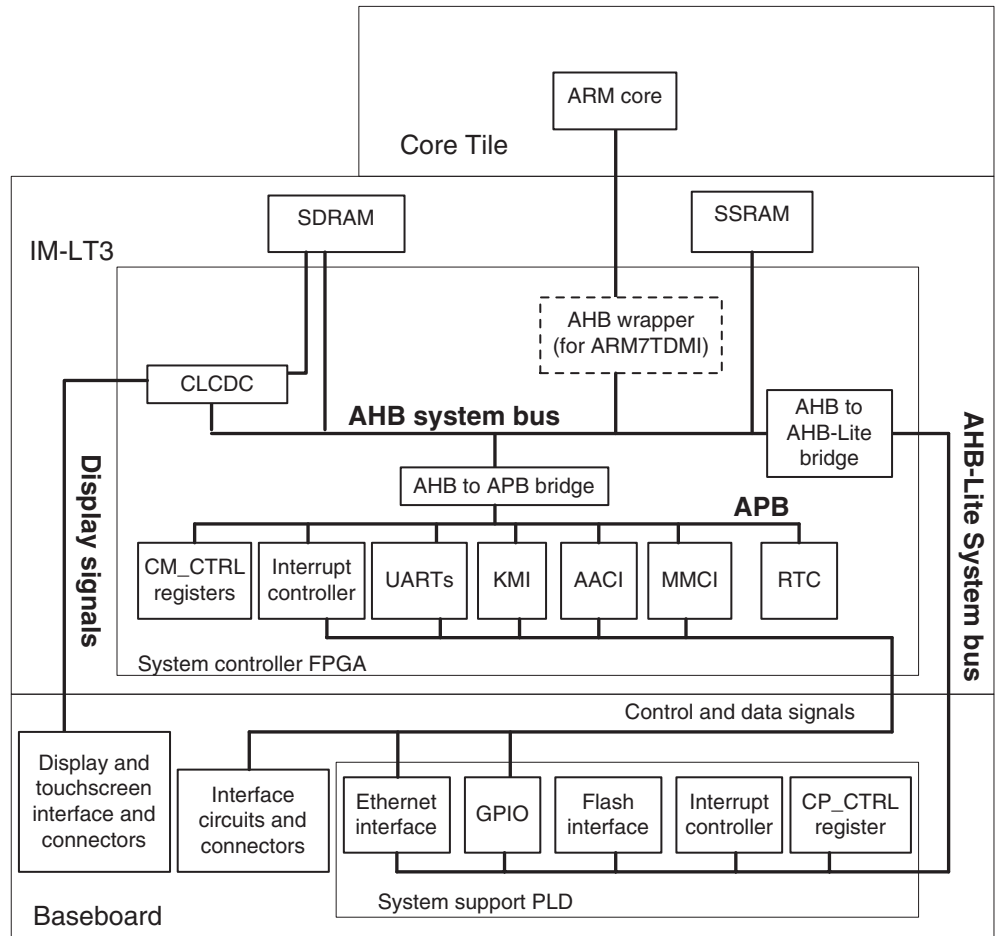 ARM core
Core Tile
SDRAM
SSRAM
IM-LT3
AHB wrapper
(for ARM7TDMI)
CLCDC
AHB system bus
AHB to
AHB-Lite
bridge
AHB-Lite System bus
Display signals
AHB to APB bridge
APB
CM_CTRL
registers
Interrupt
controller
UARTs
KMI
AACI
MMCI
RTC
System controller FPGA
Control and data signals
Display and
touchscreen
interface and
connectors
Interface
circuits and
connectors
Ethernet
interface
GPIO
Flash
interface
Interrupt
controller
CP_CTRL
register
System support PLD
Baseboard